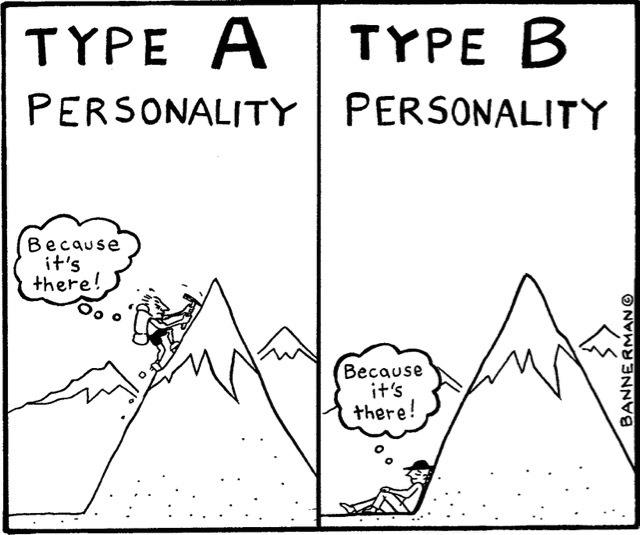 TYPE A
PERSONALITY
Because
it's
there!
TYPE B
PERSONALITY
Because
it's
there!
BANNERMAN ©